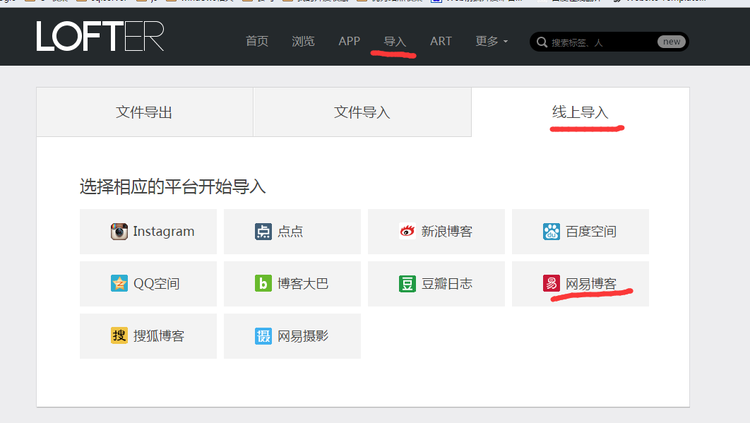 LOFTER
首页 浏览 APP 导入 ART 更多 搜索标签、人 new
文件导出 文件导入 线上导入
选择相应的平台开始导入
Instagram 点点 新浪博客 百度空间
QQ空间 博客大巴 豆瓣日志 网易博客
搜狐博客 网易摄影